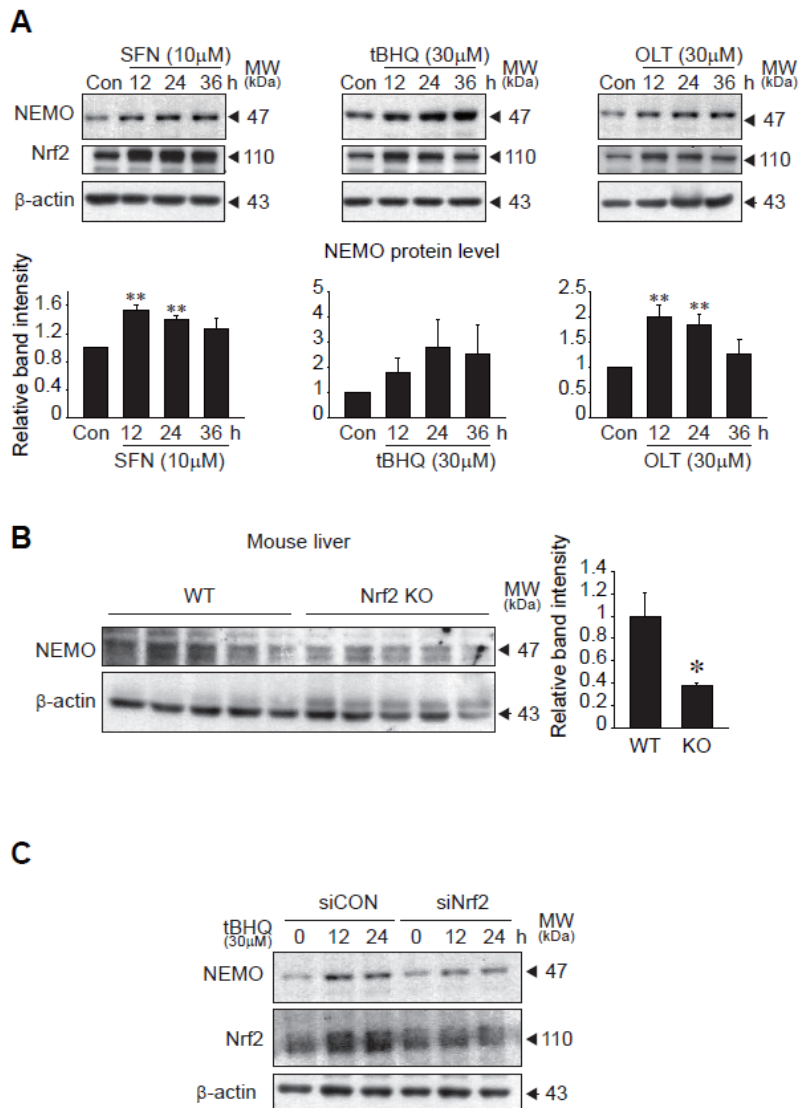 A
SFN (10μM) MW (kDa) tBHQ (30μM) MW (kDa) OLT (30μM) MW (kDa)
Con 12 24 36 h Con 12 24 36 h Con 12 24 36 h
NEMO 47 47 47
Nrf2 110 110 110
β-actin 43 43 43
NEMO protein level
Relative band intensity
1.6
1.2
0.8
0.4
0
** **
Con 12 24 36 h
SFN (10μM)
5
4
3
2
1
0
Con 12 24 36 h
tBHQ (30μM)
2.5
2
1.5
1
0.5
0
** **
Con 12 24 36 h
OLT (30μM)
B
Mouse liver
WT Nrf2 KO MW (kDa)
NEMO 47
β-actin 43
Relative band intensity
1.4
1.2
1
0.8
0.6
0.4
0.2
0
*
WT KO
C
siCON siNrf2
tBHQ (30μM) 0 12 24 0 12 24 h MW (kDa)
NEMO 47
Nrf2 110
β-actin 43